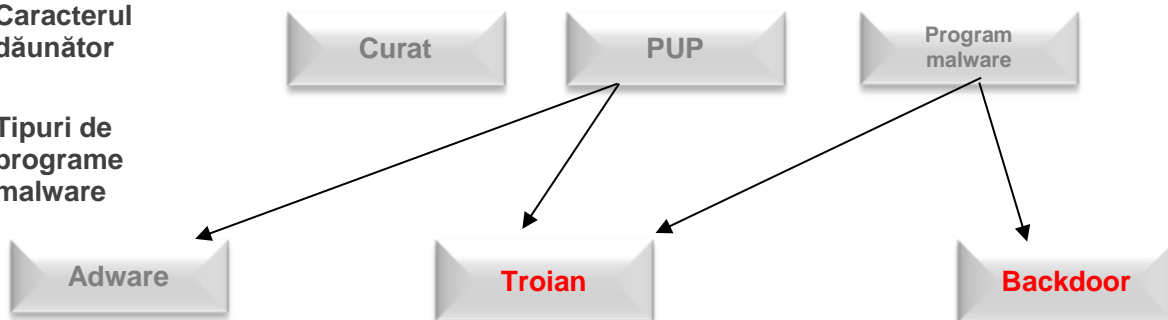 Caracterul
dăunător
Curat
PUP
Program
malware
Tipuri de
programe
malware
Adware
Troian
Backdoor